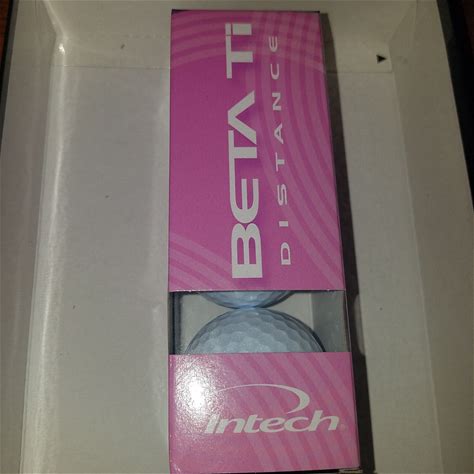 BETA Ti
DISTANCE
Intech®